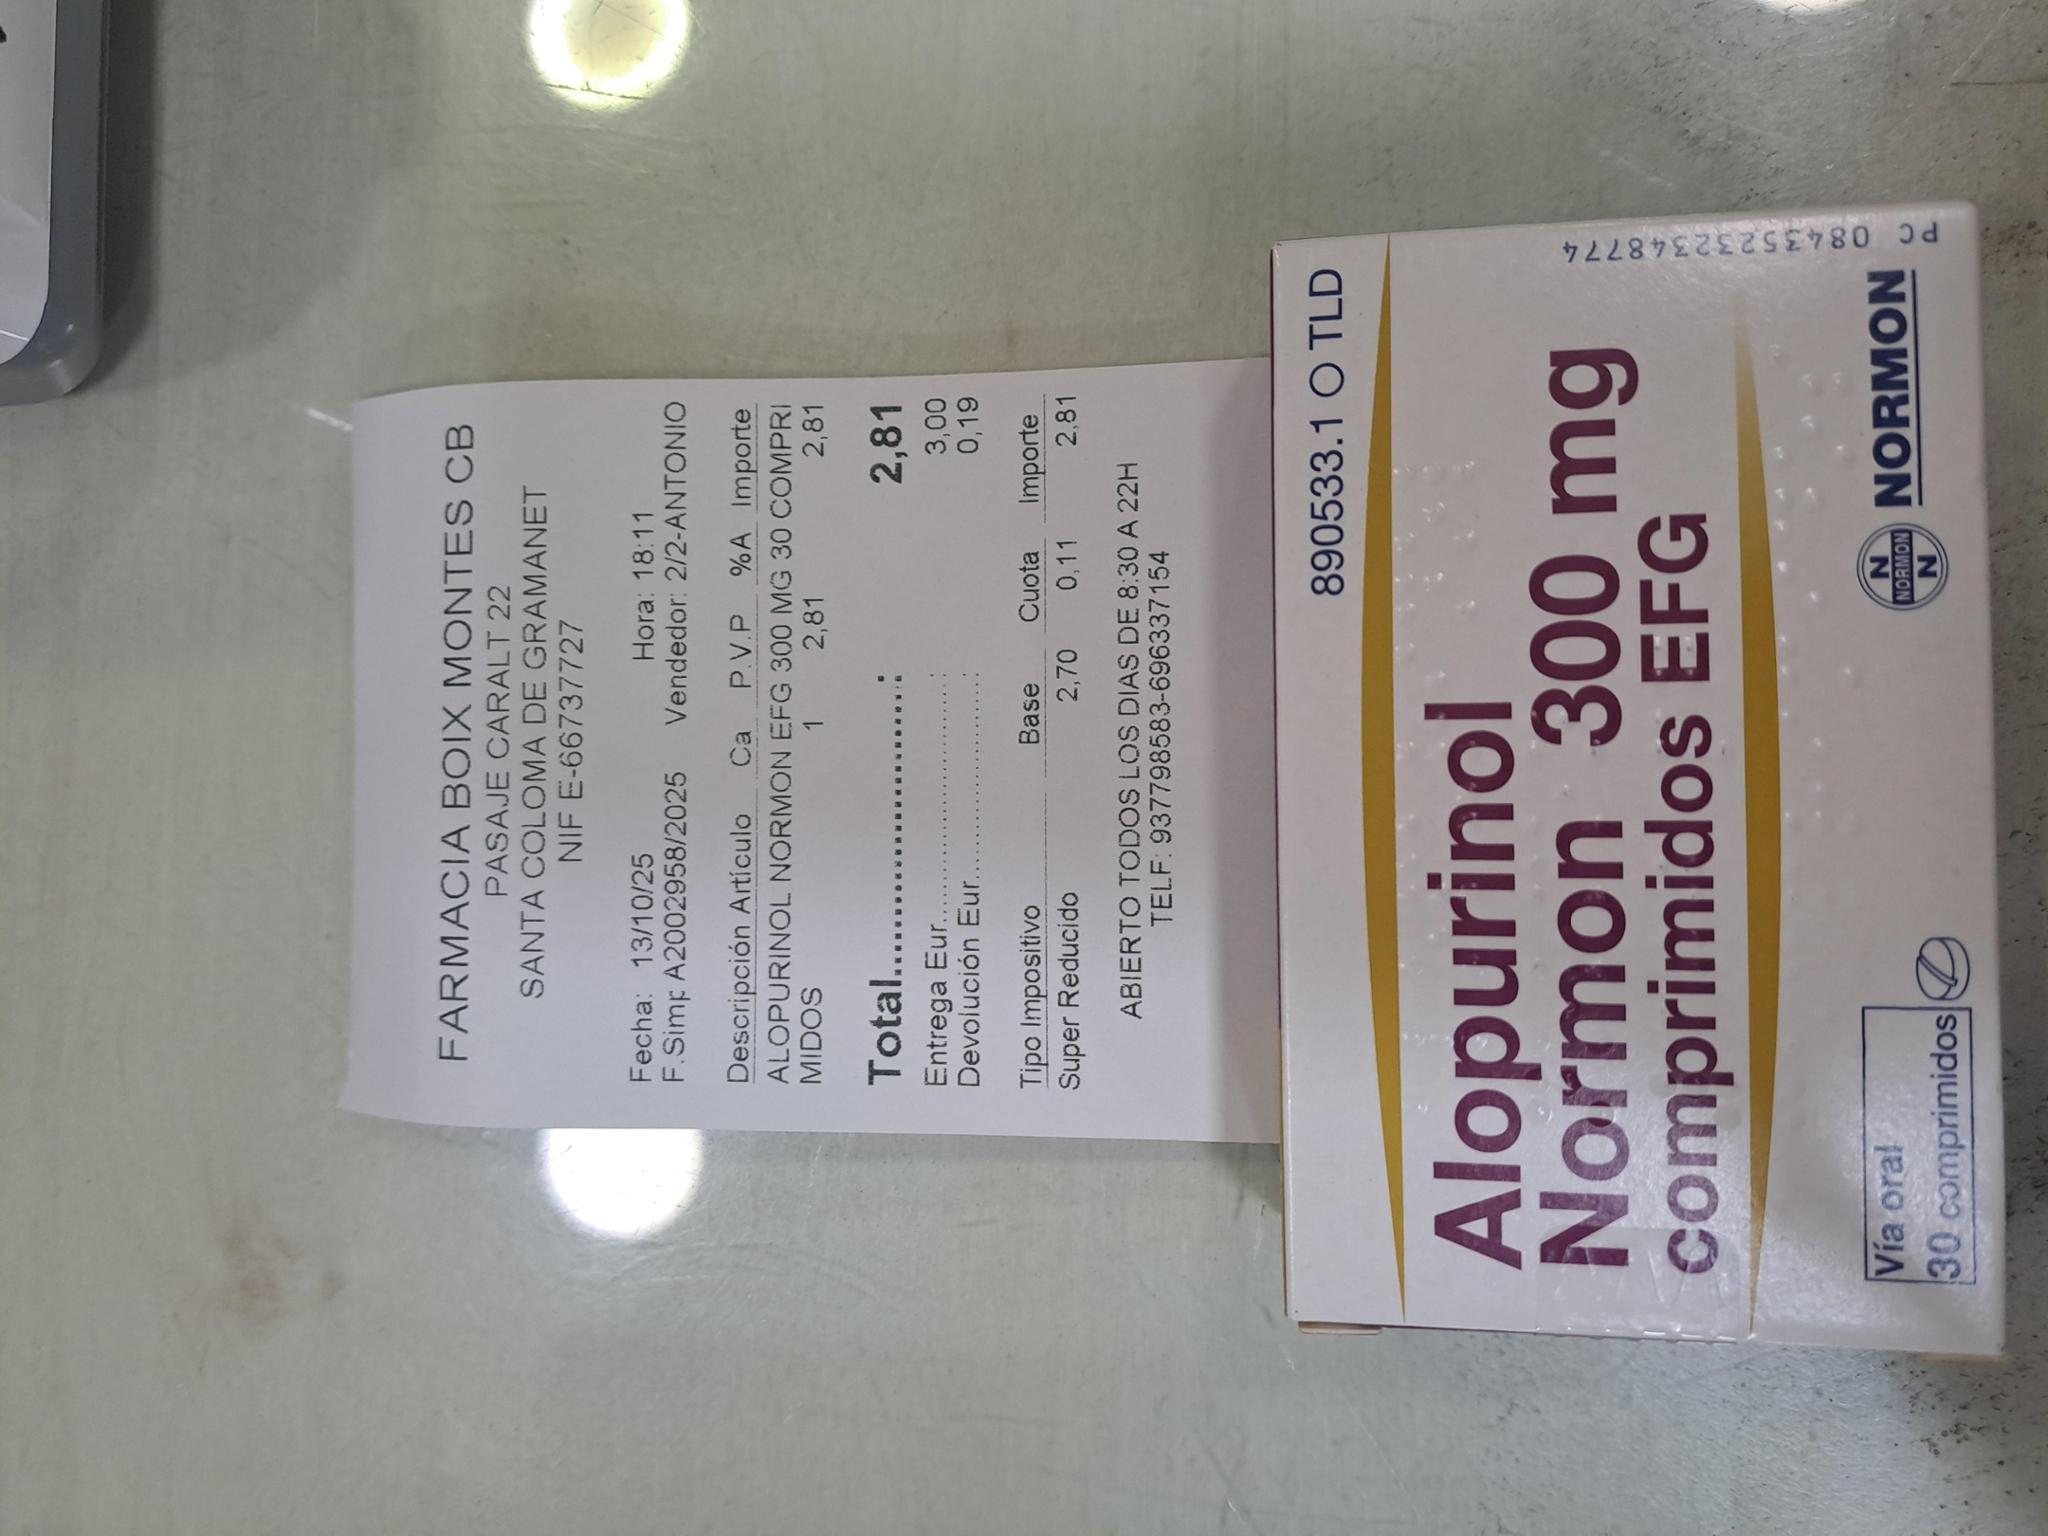 FARMACIA BOIX MONTES CB
PASAJE CARALT 22
SANTA COLOMA DE GRAMANET
NIF E-66737727
Fecha: 13/10/25 Hora: 18:11
F.Simp A2002958/2025 Vendedor: 2/2-ANTONIO
Descripción Artículo Ca P.V.P %A Importe
ALOPURINOL NORMON EFG 300 MG 30 COMPRI
MIDOS 1 2,81 2,81
Total 2,81
Entrega Eur 3,00
Devolución Eur 0,19
Tipo Impositivo Base Cuota Importe
Super Reducido 2,70 0,11 2,81
ABIERTO TODOS LOS DIAS DE 8:30 A 22H
TELF: 937798583-696337154
890533.1 O TLD
Alopurinol
Normon 300 mg
comprimidos EFG
Vía oral
30 comprimidos
N
NORMON
N
NORMON
PC 08435232348774